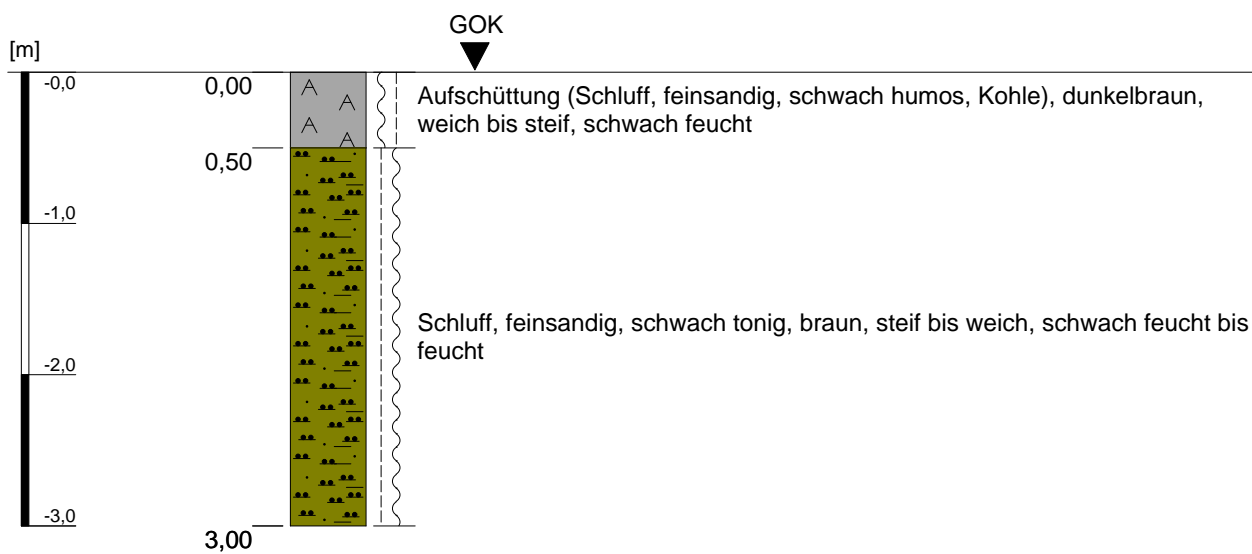 GOK
[m]
-0,0
0,00
Aufschüttung (Schluff, feinsandig, schwach humos, Kohle), dunkelbraun,
weich bis steif, schwach feucht
0,50
-1,0
Schluff, feinsandig, schwach tonig, braun, steif bis weich, schwach feucht bis
feucht
-2,0
-3,0
3,00